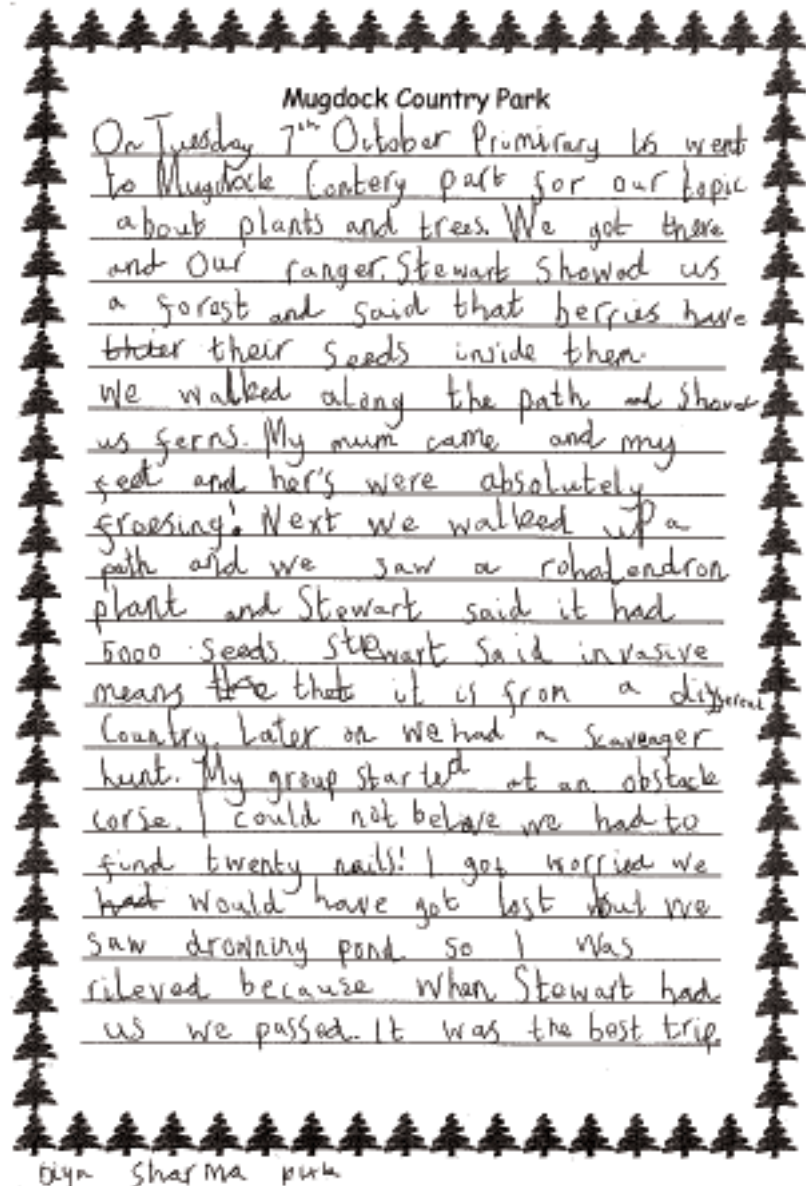 Mugdock Country Park
On Tuesday 7th October Primirary 6s went
to Mugdock Contery park for our topic
about plants and trees. We got there
and Our ranger, Stewart showed us
a forest and said that berries have
their seeds inside them.
We walked along the path and showed
us ferns. My mum came and my
feet and her's were absolutely
froesing! Next we walked up a
path and we saw a rohalendron
plant and Stewart said it had
5000 seeds. Stewart said invasive
means that it is from a different
Country. Later on we had a scavenger
hunt. My group started at an obstacle
corse. I could not beleve we had to
find twenty nails! I got worried we
had would have got lost but we
saw drowning pond so I was
rileved because when Stewart had
us we passed. It was the best trip.
Sharma